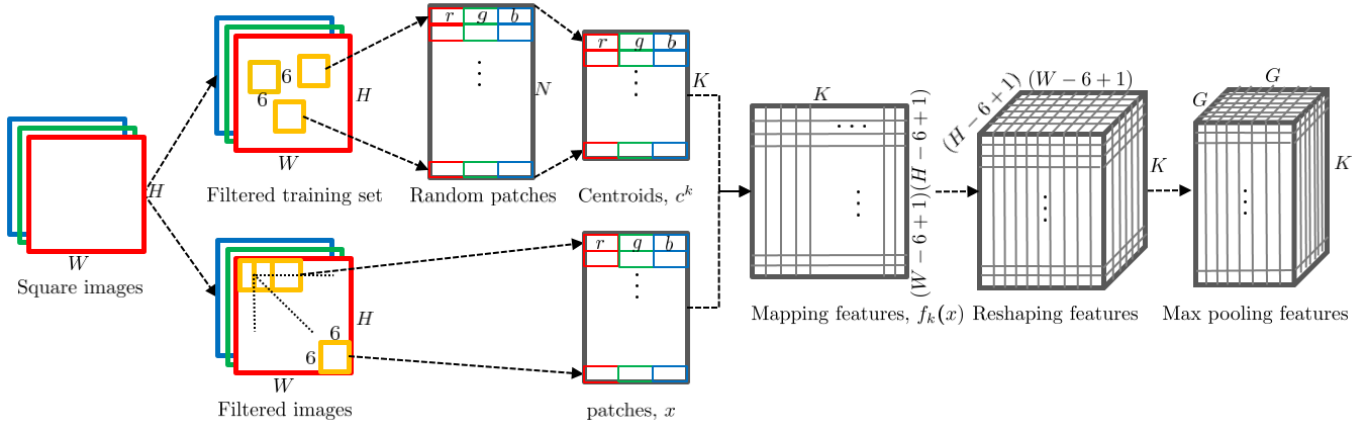 H
W
Square images
6
6
H
W
Filtered training set
r g b
N
Random patches
r g b
K
Centroids, c^k
6
6
H
W
Filtered images
r g b
patches, x
K
(W − 6 + 1)(H − 6 + 1)
Mapping features, f_k(x)
(H − 6 + 1)
(W − 6 + 1)
K
Reshaping features
G
G
K
Max pooling features